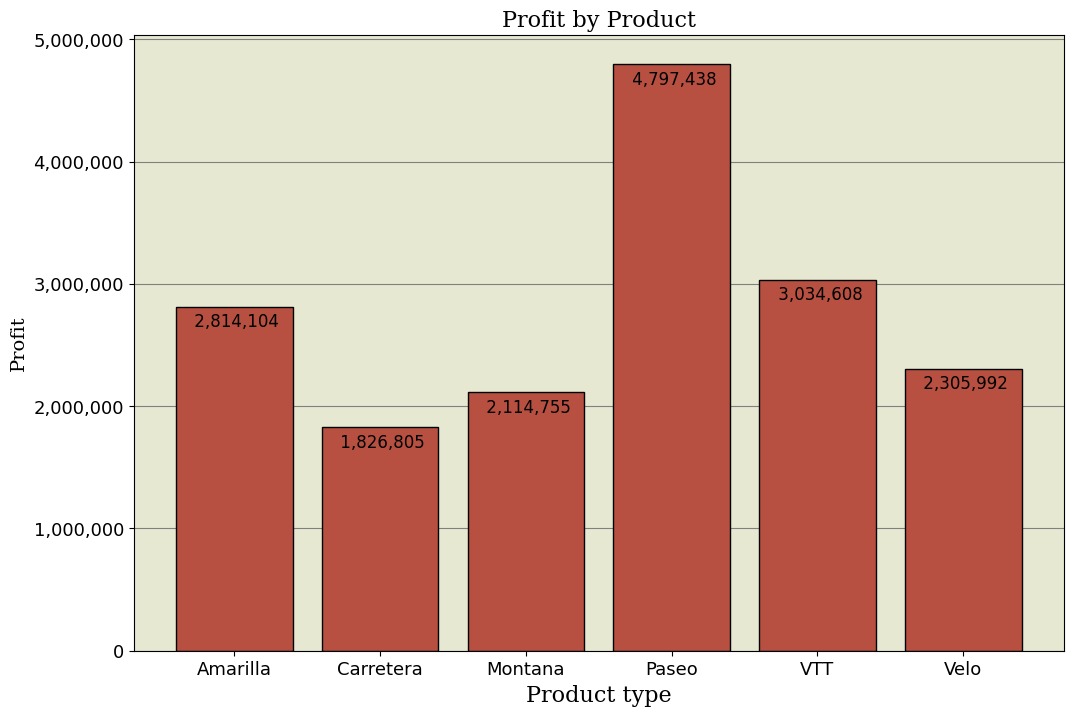 Profit by Product
5,000,000
4,000,000
3,000,000
2,000,000
1,000,000
0
Profit
2,814,104
1,826,805
2,114,755
4,797,438
3,034,608
2,305,992
Amarilla
Carretera
Montana
Paseo
VTT
Velo
Product type